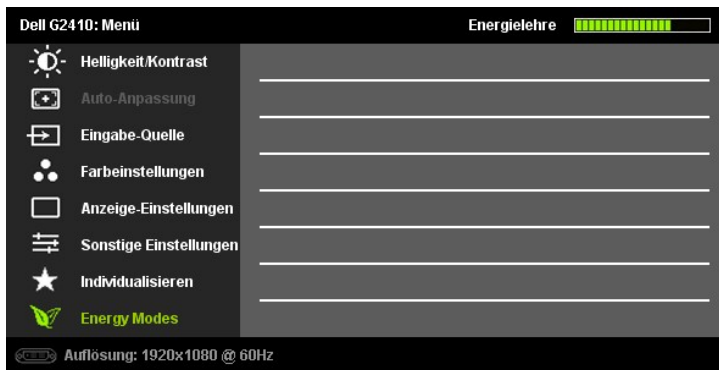 Dell G2410: Menü Energielehre
Helligkeit/Kontrast
Auto-Anpassung
Eingabe-Quelle
Farbeinstellungen
Anzeige-Einstellungen
Sonstige Einstellungen
Individualisieren
Energy Modes
Auflösung: 1920x1080 @ 60Hz